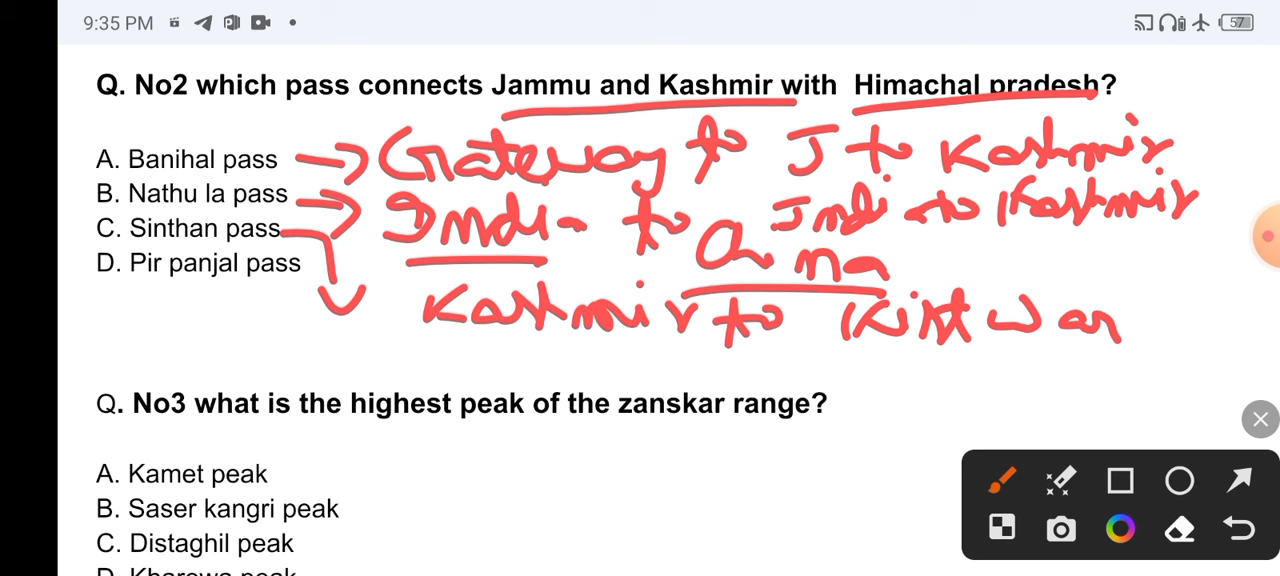 9:35 PM
57
Q. No2 which pass connects Jammu and Kashmir with Himachal pradesh?
A. Banihal pass
Gateway to J to Kashmir
B. Nathu la pass
India to China
Indi to Kashmir
C. Sinthan pass
D. Pir panjal pass
Kashmir to Kishtwar
Q. No3 what is the highest peak of the zanskar range?
A. Kamet peak
B. Saser kangri peak
C. Distaghil peak